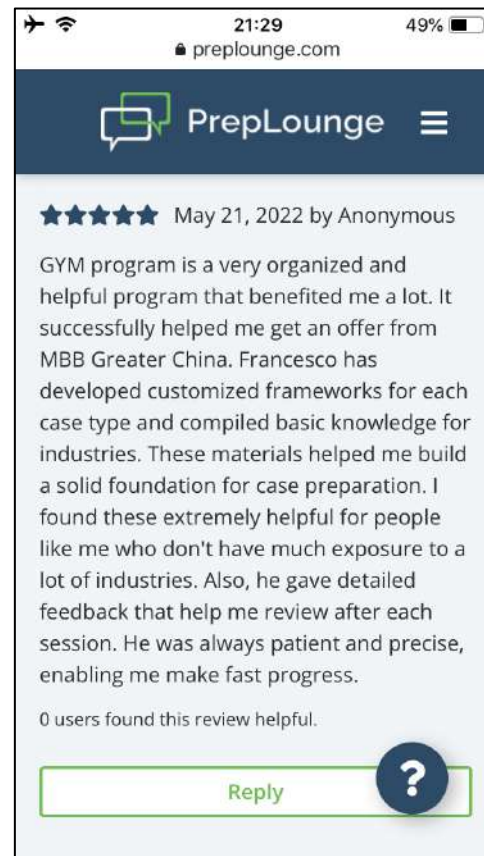 21:29
49%
preplounge.com
PrepLounge
May 21, 2022 by Anonymous
GYM program is a very organized and
helpful program that benefited me a lot. It
successfully helped me get an offer from
MBB Greater China. Francesco has
developed customized frameworks for each
case type and compiled basic knowledge for
industries. These materials helped me build
a solid foundation for case preparation. I
found these extremely helpful for people
like me who don't have much exposure to a
lot of industries. Also, he gave detailed
feedback that help me review after each
session. He was always patient and precise,
enabling me make fast progress.
0 users found this review helpful.
Reply
?